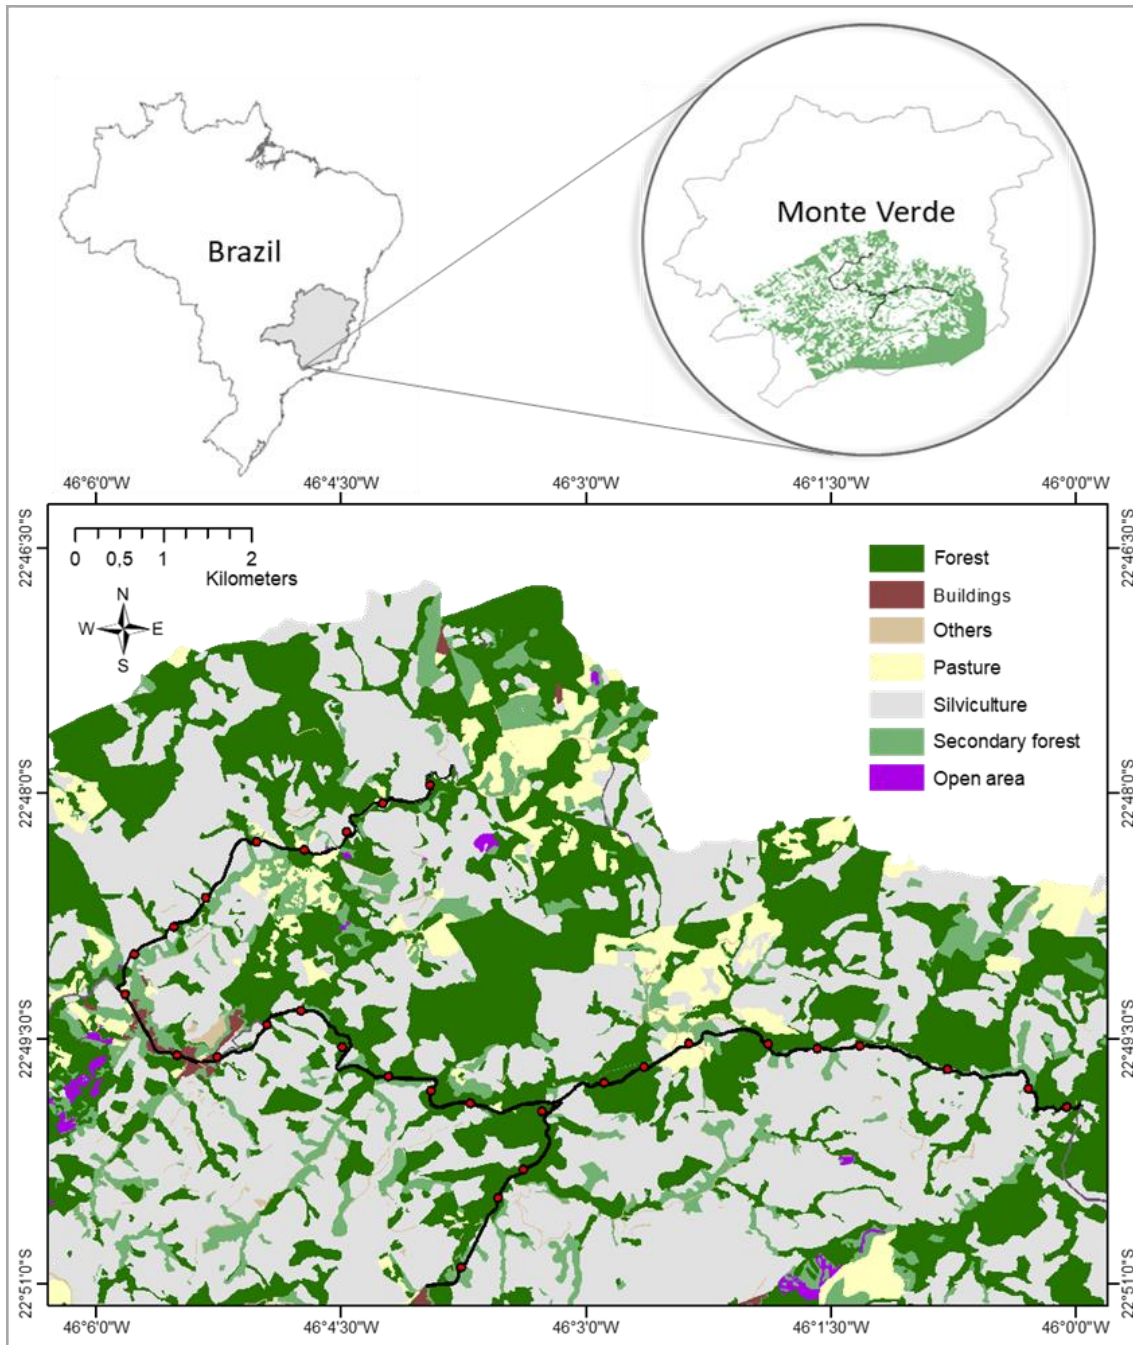 Brazil
Monte Verde
46°6'0"W 46°4'30"W 46°3'0"W 46°1'30"W 46°0'0"W
22°46'30"S
22°48'0"S
22°49'30"S
22°51'0"S
0 0,5 1 2
Kilometers
N
W E
S
Forest
Buildings
Others
Pasture
Silviculture
Secondary forest
Open area
22°46'30"S
22°48'0"S
22°49'30"S
22°51'0"S
46°6'0"W 46°4'30"W 46°3'0"W 46°1'30"W 46°0'0"W